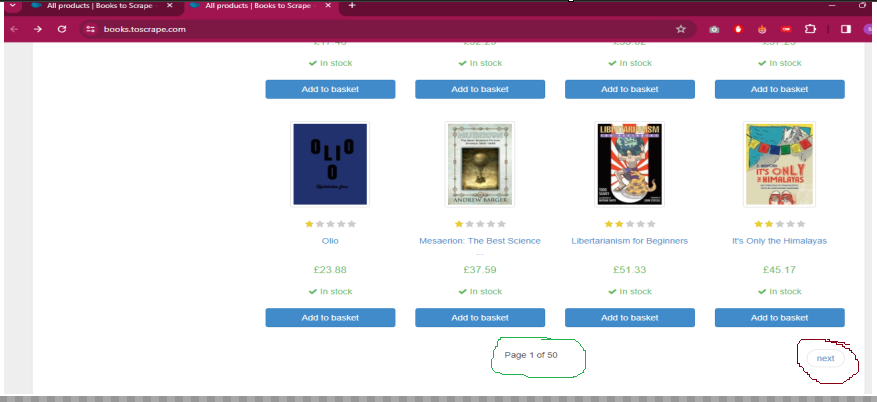 All products | Books to Scrape - All products | Books to Scrape -
books.toscrape.com
In stock In stock In stock In stock
Add to basket Add to basket Add to basket Add to basket
OLIO
LIBERTARIANISM
ANDREW BARGER
IT'S ONLY
THE
HIMALAYAS
Olio Mesaerion: The Best Science Libertarianism for Beginners It's Only the Himalayas
...
£23.88 £37.59 £51.33 £45.17
In stock In stock In stock In stock
Add to basket Add to basket Add to basket Add to basket
Page 1 of 50 next